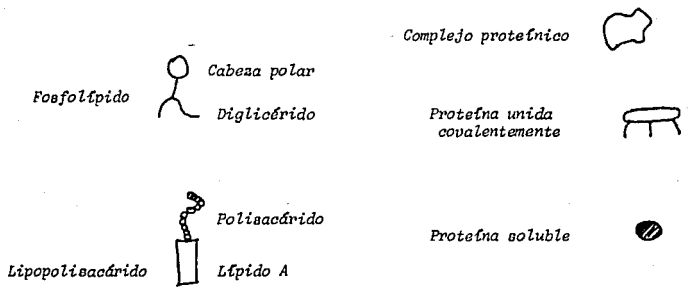 Complejo proteínico
Fosfolípido
Cabeza polar
Diglicérido
Proteína unida
covalentemente
Lipopolisacárido
Polisacárido
Lípido A
Proteína soluble